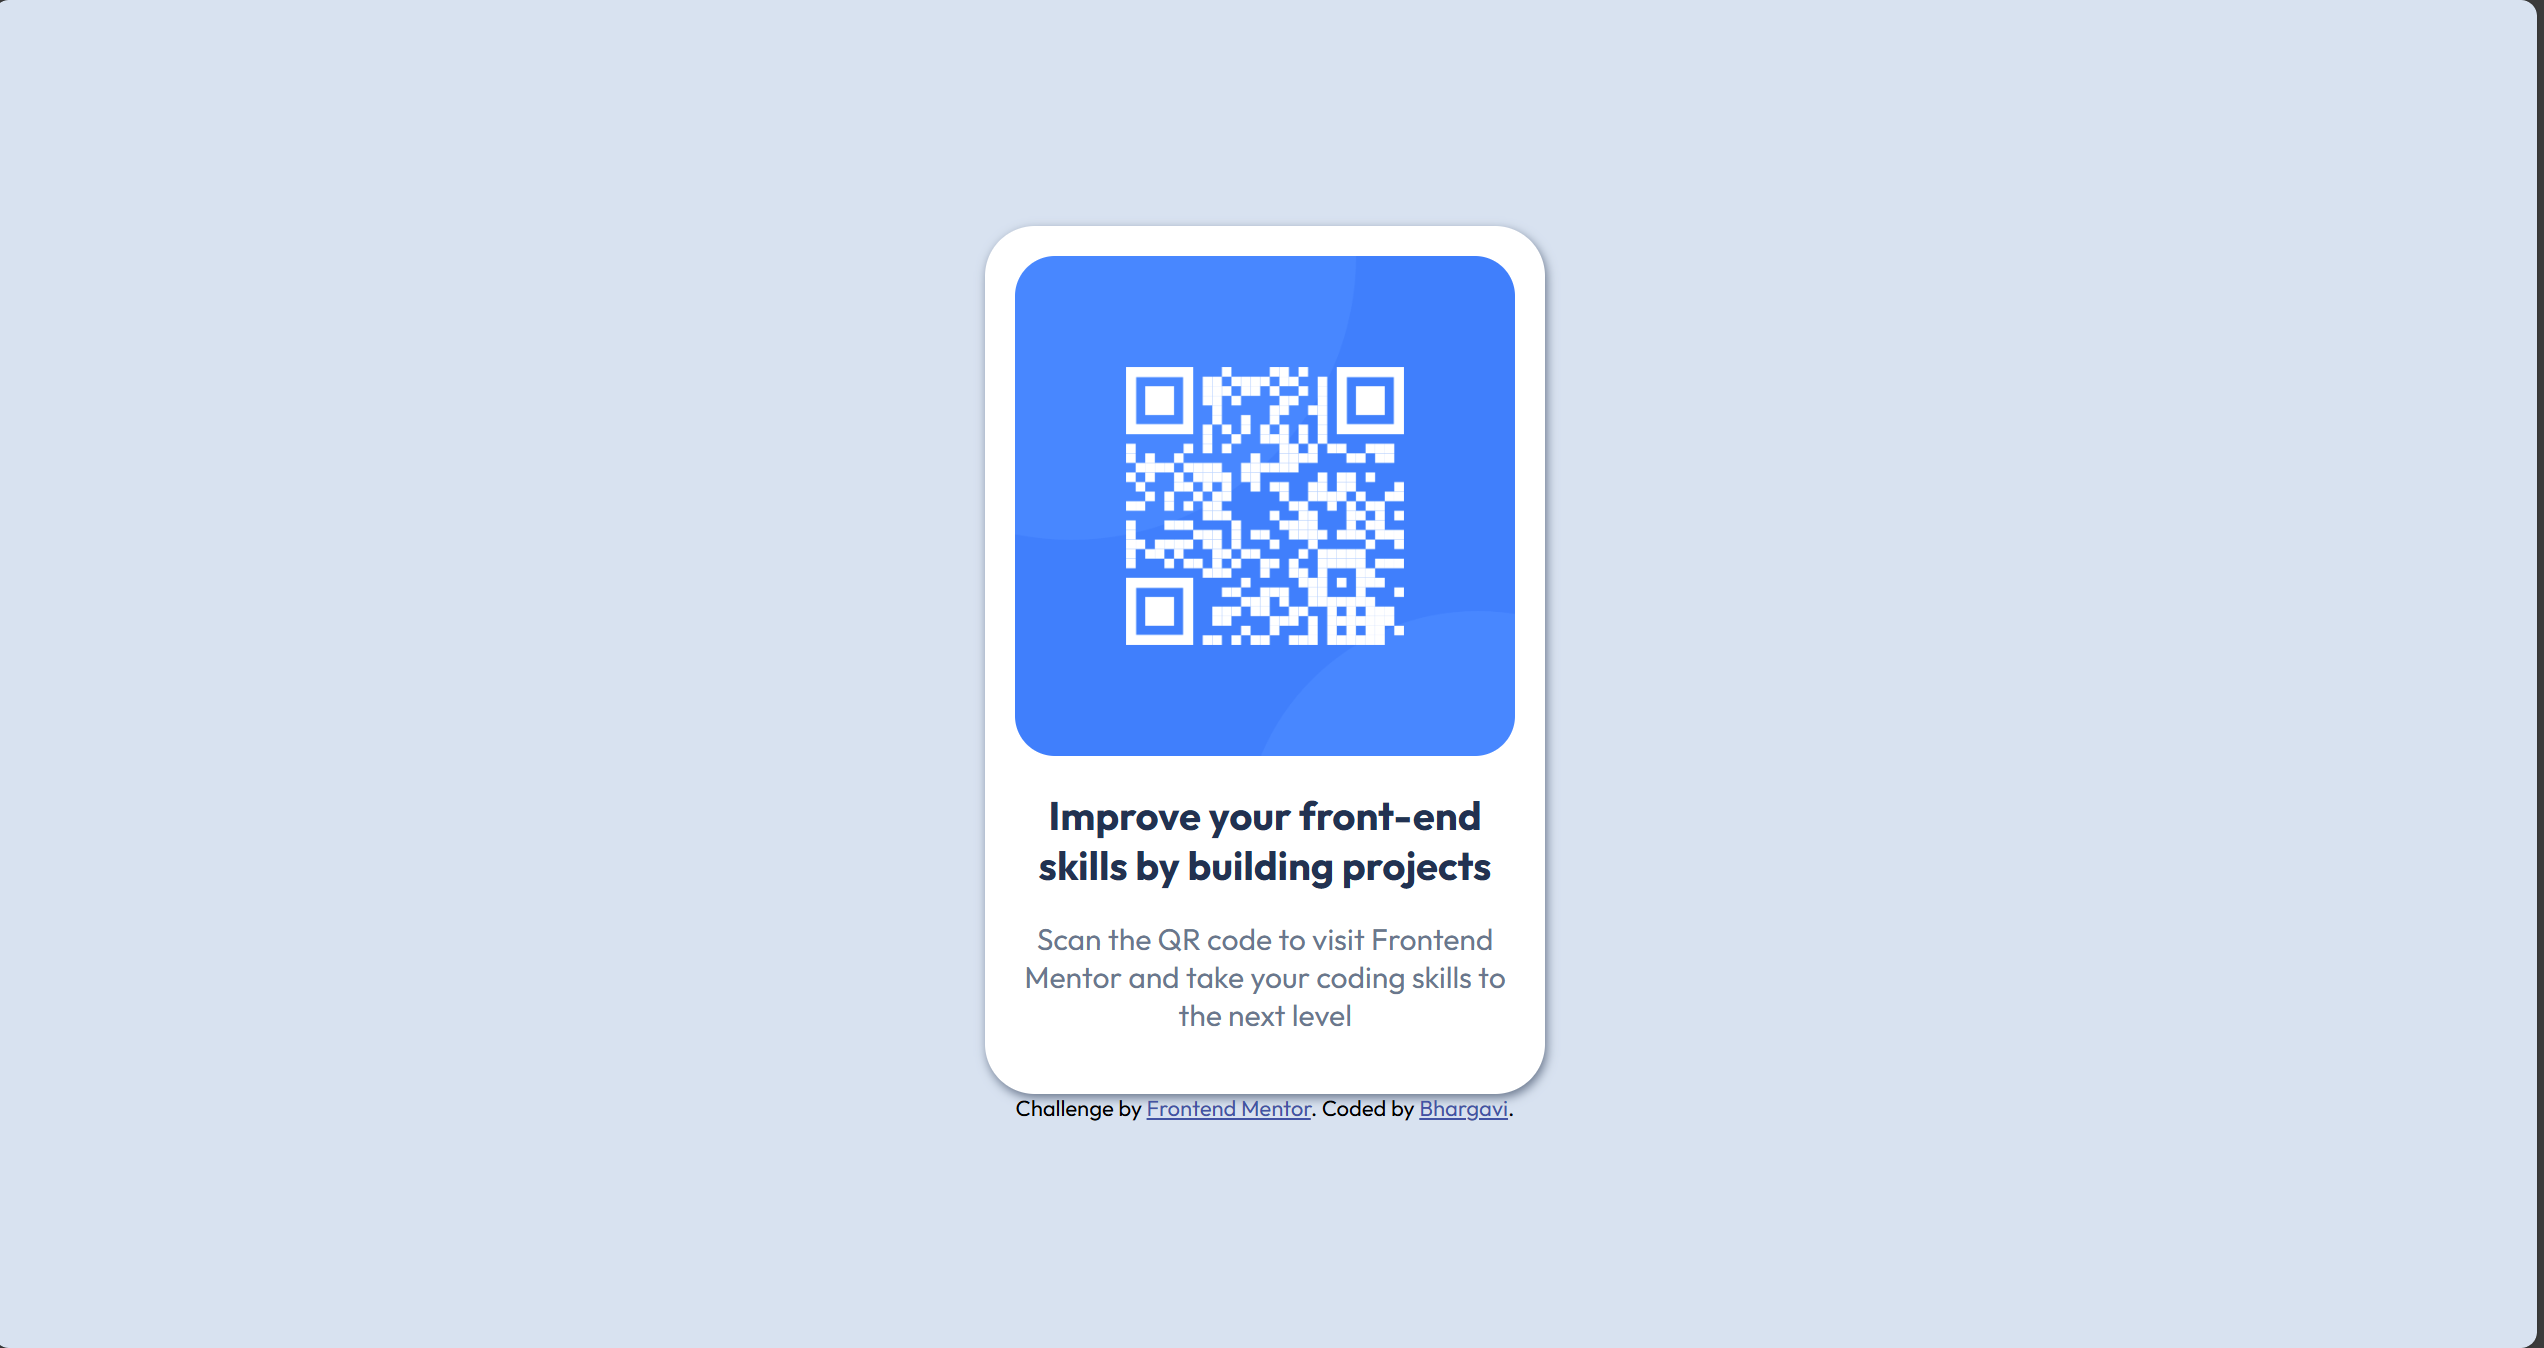 Improve your front-end
skills by building projects
Scan the QR code to visit Frontend
Mentor and take your coding skills to
the next level
Challenge by Frontend Mentor. Coded by Bhargavi.